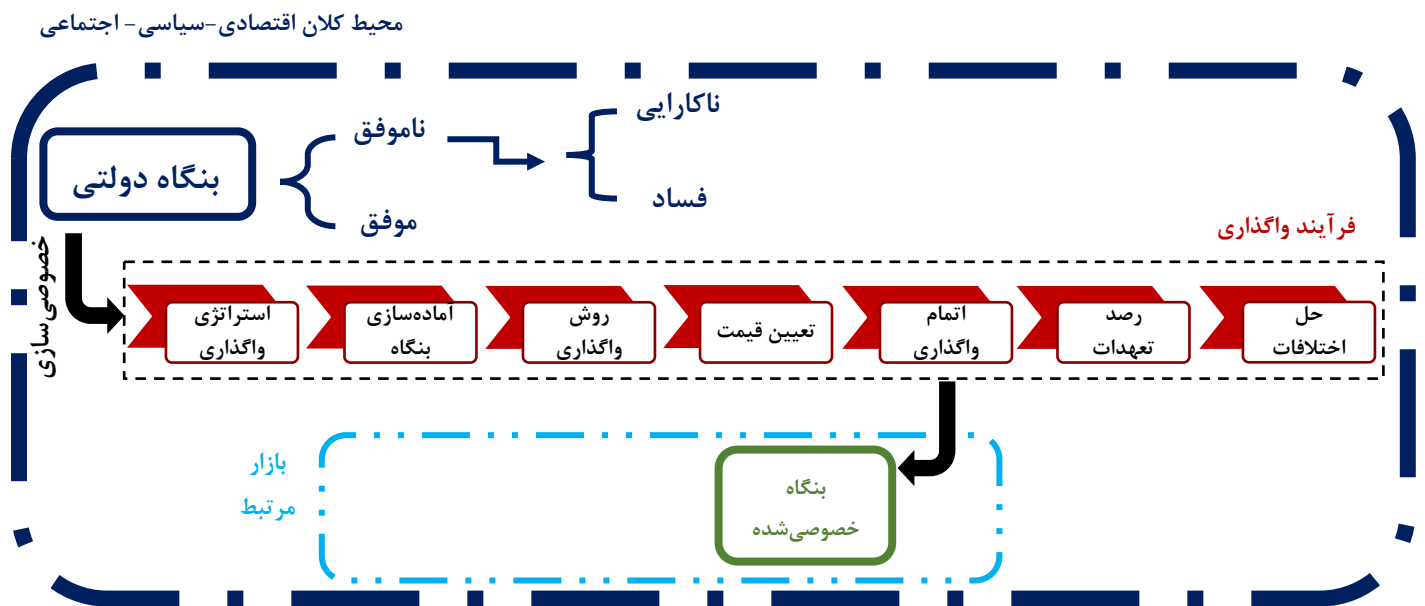 محیط کلان اقتصادی-سیاسی- اجتماعی
ناکارایی
ناموفق
بنگاه دولتی
فساد
موفق
فرآیند واگذاری
خصوصی‌سازی
استراتژی
واگذاری
آماده‌سازی
بنگاه
روش
واگذاری
تعیین قیمت
اتمام
واگذاری
رصد
تعهدات
حل
اختلافات
بازار
مرتبط
بنگاه
خصوصی‌شده